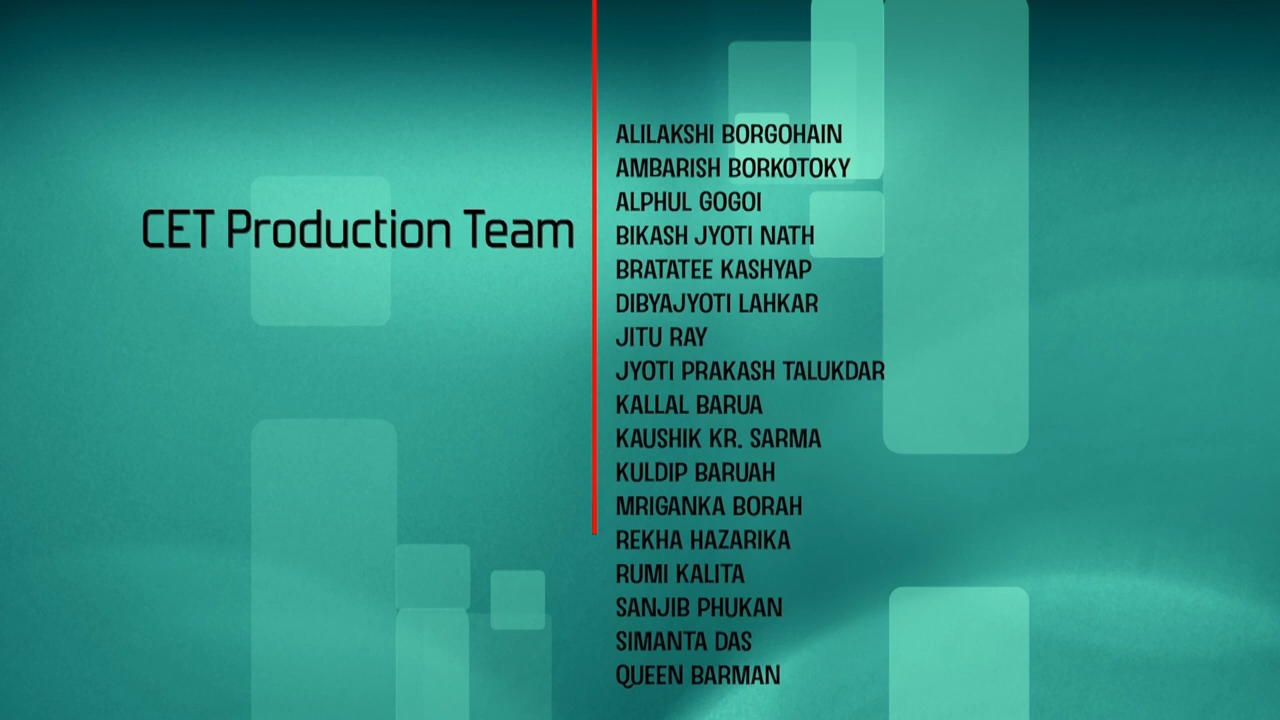 CET Production Team
ALILAKSHI BORGOHAIN
AMBARISH BORKOTOKY
ALPHUL GOGOI
BIKASH JYOTI NATH
BRATATEE KASHYAP
DIBYAJYOTI LAHKAR
JITU RAY
JYOTI PRAKASH TALUKDAR
KALLAL BARUA
KAUSHIK KR. SARMA
KULDIP BARUAH
MRIGANKA BORAH
REKHA HAZARIKA
RUMI KALITA
SANJIB PHUKAN
SIMANTA DAS
QUEEN BARMAN